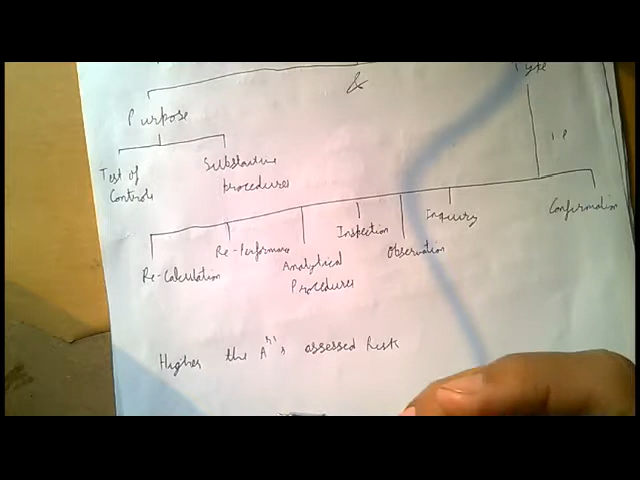 &
Type
Purpose
Test of
Controls
Substantive
procedures
Re-Calculation
Re-Performance
Analytical
Procedures
Inspection
Observation
Inquiry
Confirmation
Higher the assessed Risk